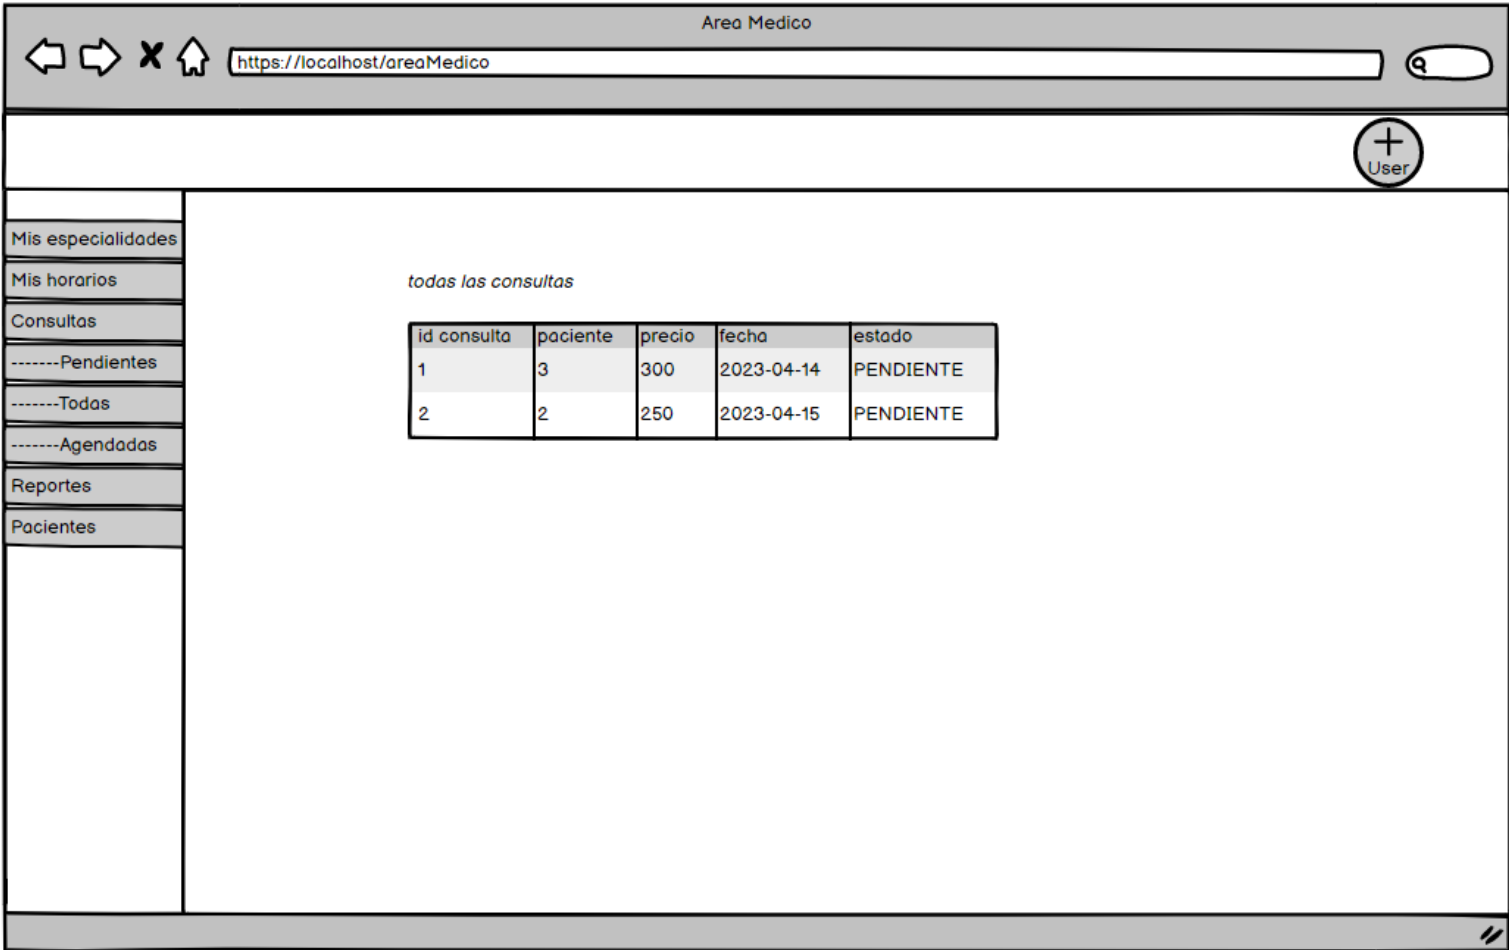 Area Medico
https://localhost/areaMedico
User
Mis especialidades
Mis horarios
Consultas
-------Pendientes
-------Todas
-------Agendadas
Reportes
Pacientes
todas las consultas
id consulta paciente precio fecha estado
1 3 300 2023-04-14 PENDIENTE
2 2 250 2023-04-15 PENDIENTE